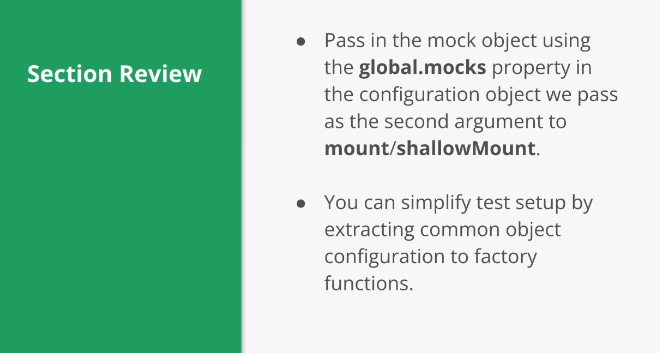 Section Review
● Pass in the mock object using
the global.mocks property in
the configuration object we pass
as the second argument to
mount/shallowMount.
● You can simplify test setup by
extracting common object
configuration to factory
functions.